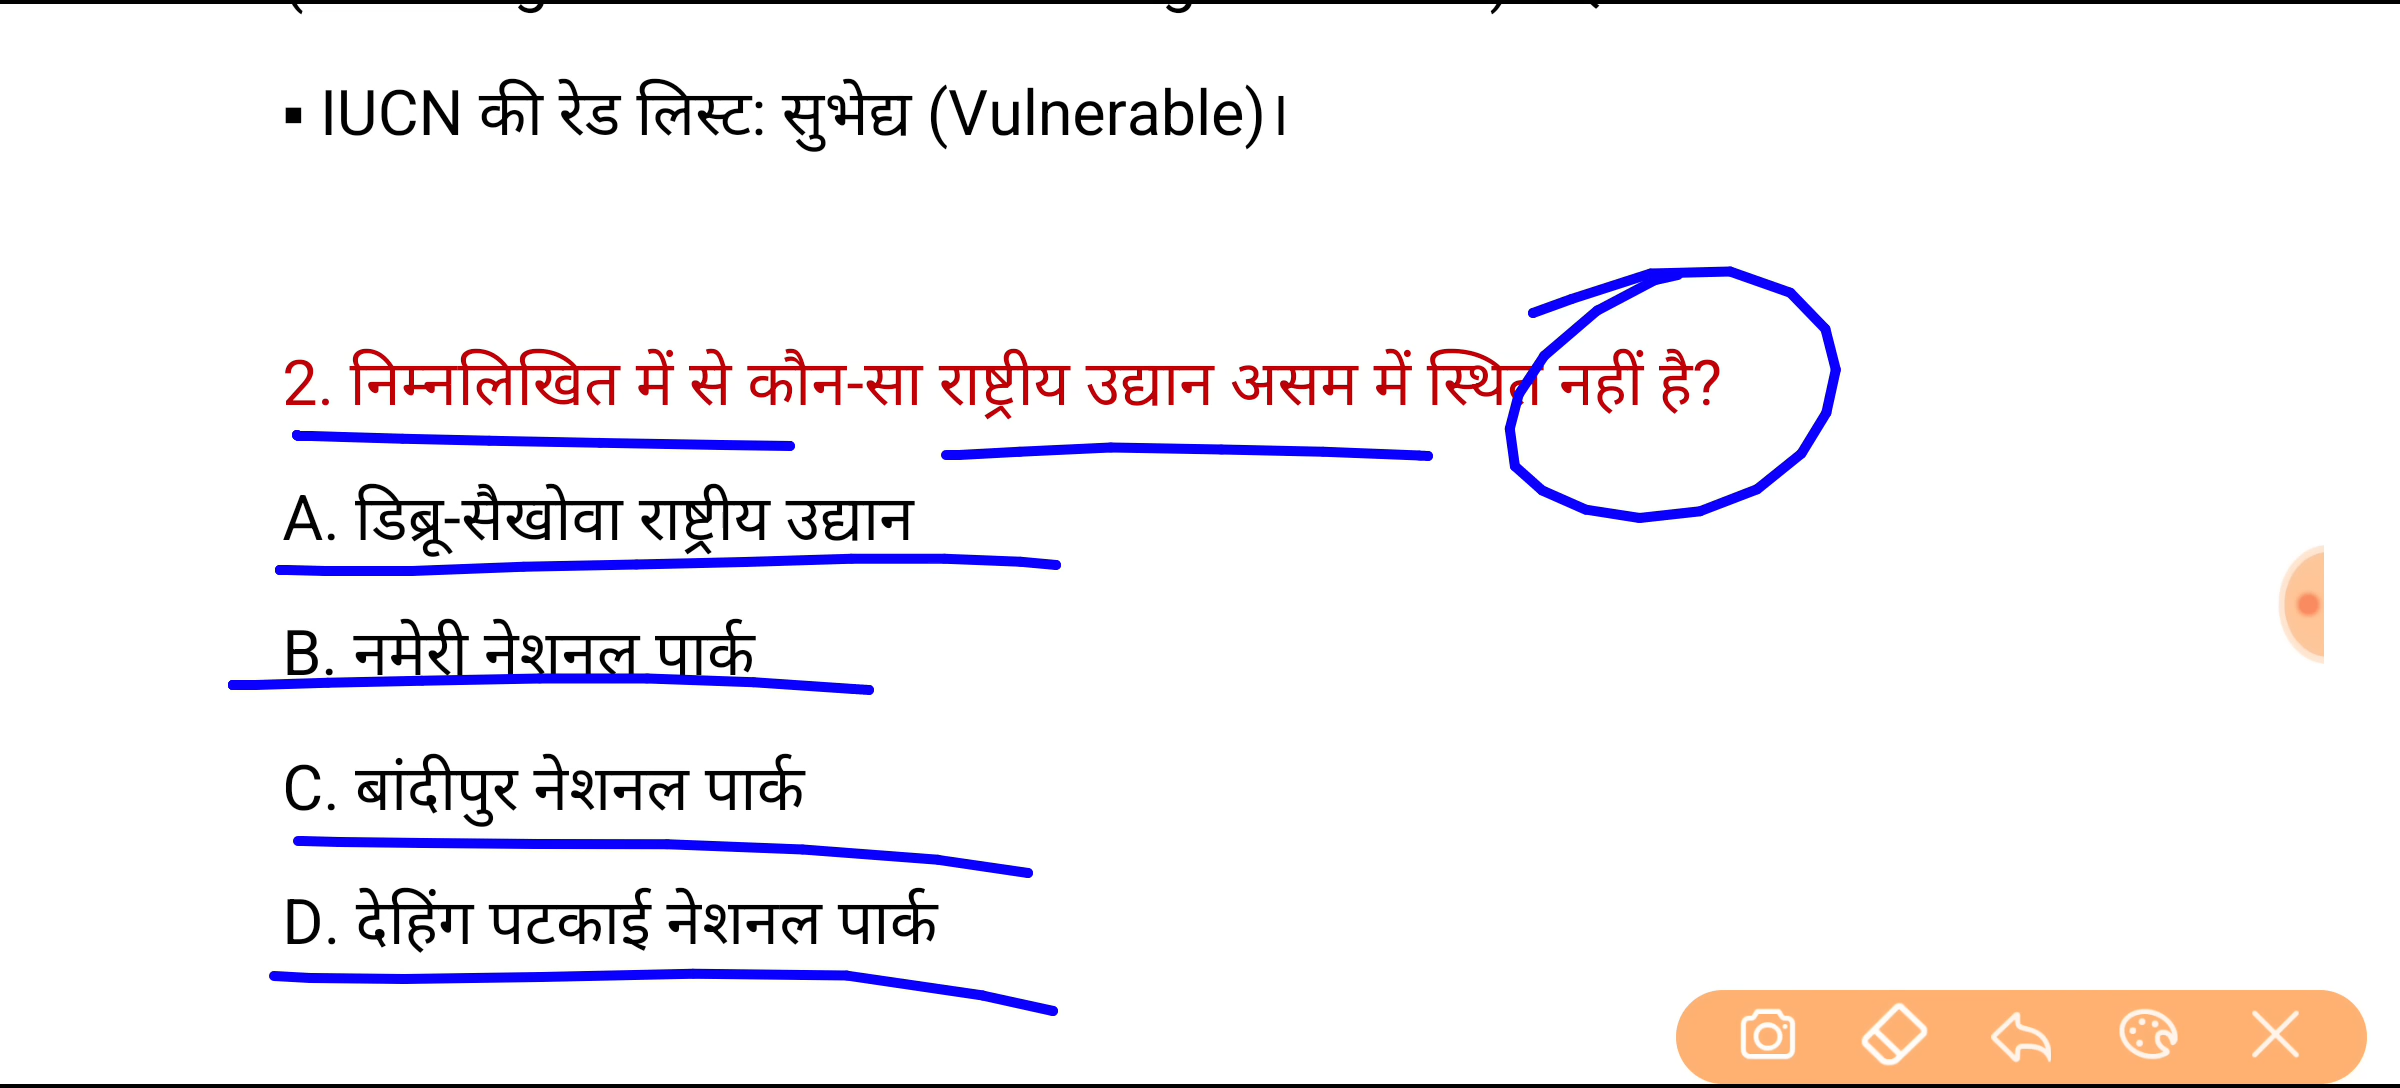 ▪ IUCN की रेड लिस्ट: सुभेद्य (Vulnerable)।
2. निम्नलिखित में से कौन-सा राष्ट्रीय उद्यान असम में स्थित नहीं है?
A. डिब्रू-सैखोवा राष्ट्रीय उद्यान
B. नमेरी नेशनल पार्क
C. बांदीपुर नेशनल पार्क
D. देहिंग पटकाई नेशनल पार्क